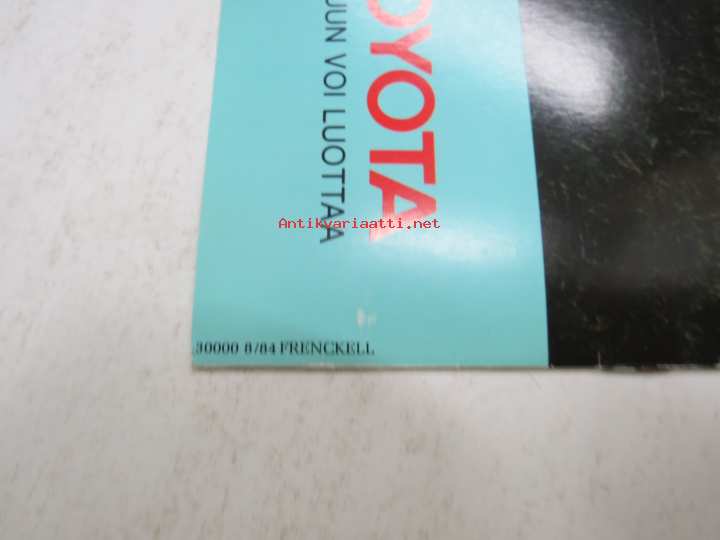 OYOTA
UUN VOI LUOTTAA
Antikvariaatti.net
30000 8/84 FRENCKELL